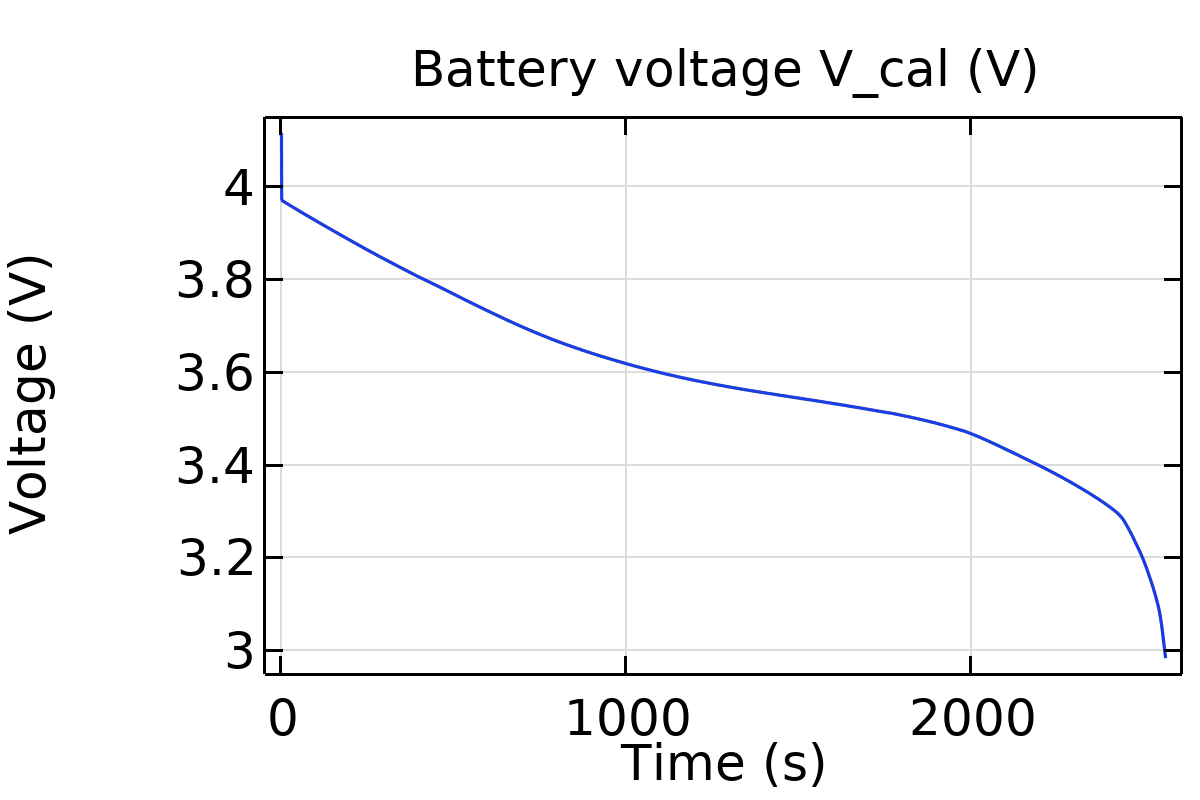 Battery voltage V_cal (V)
Voltage (V)
4
3.8
3.6
3.4
3.2
3
0 1000 2000
Time (s)